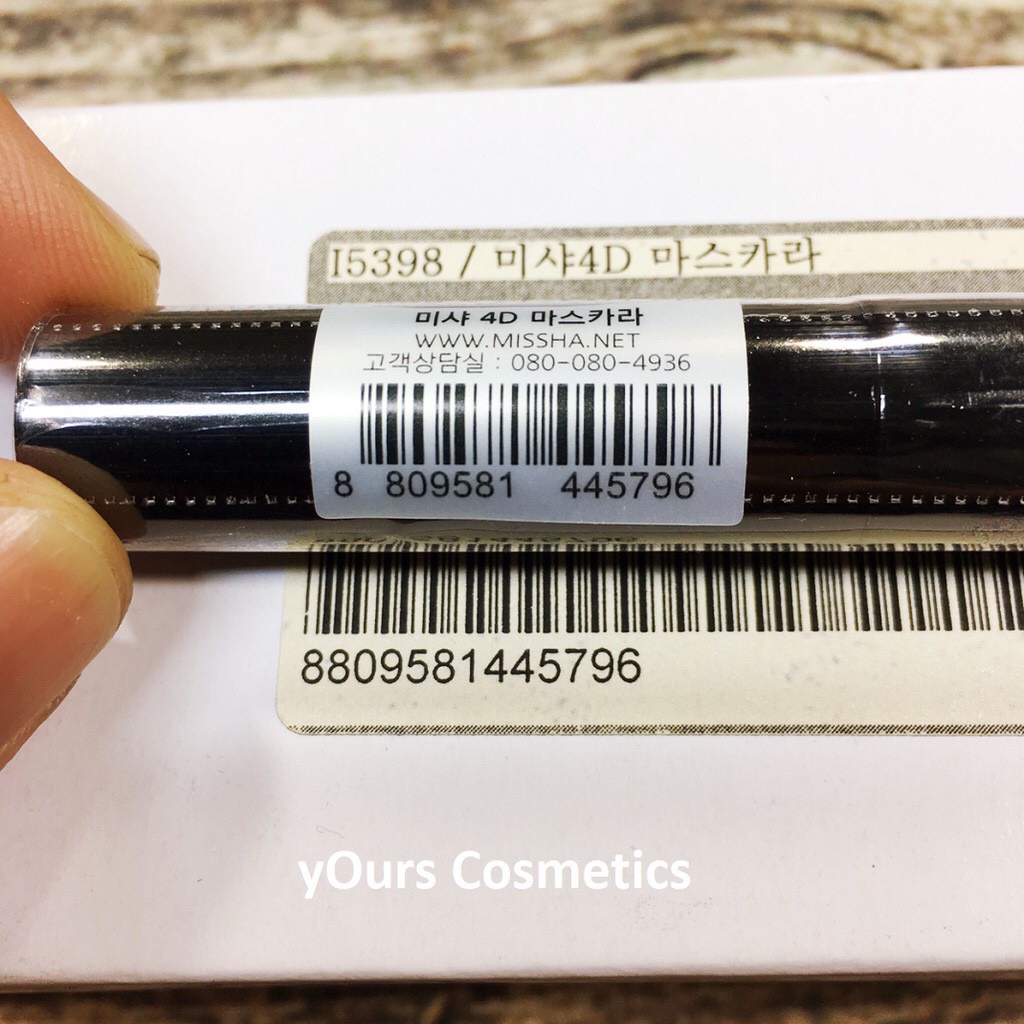 I5398 / 미샤4D 마스카라
미샤 4D 마스카라
WWW.MISSHA.NET
고객상담실 : 080-080-4936
8 809581 445796
8809581445796
yOurs Cosmetics